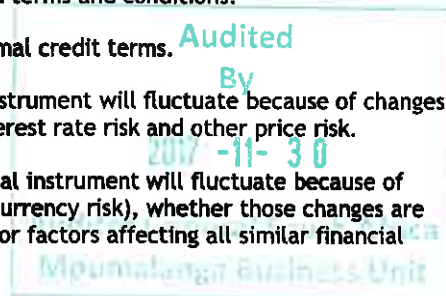 terms and conditions.
mal credit terms.
Audited
By
strument will fluctuate because of changes
erest rate risk and other price risk.
2017 -11- 30
al instrument will fluctuate because of
urrency risk), whether those changes are
or factors affecting all similar financial
Mpumalanga Business Unit